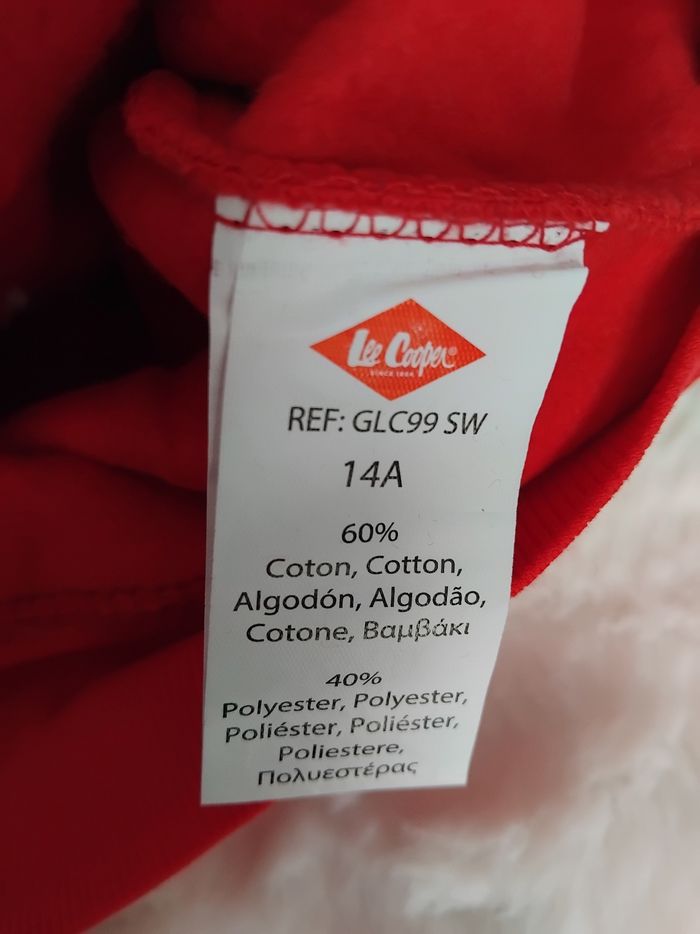 Lee Cooper®
SINCE 1908
REF: GLC99 SW
14A
60%
Coton, Cotton,
Algodón, Algodão,
Cotone, Βαμβάκι
40%
Polyester, Polyester,
Poliéster, Poliéster,
Poliestere,
Πολυεστέρας